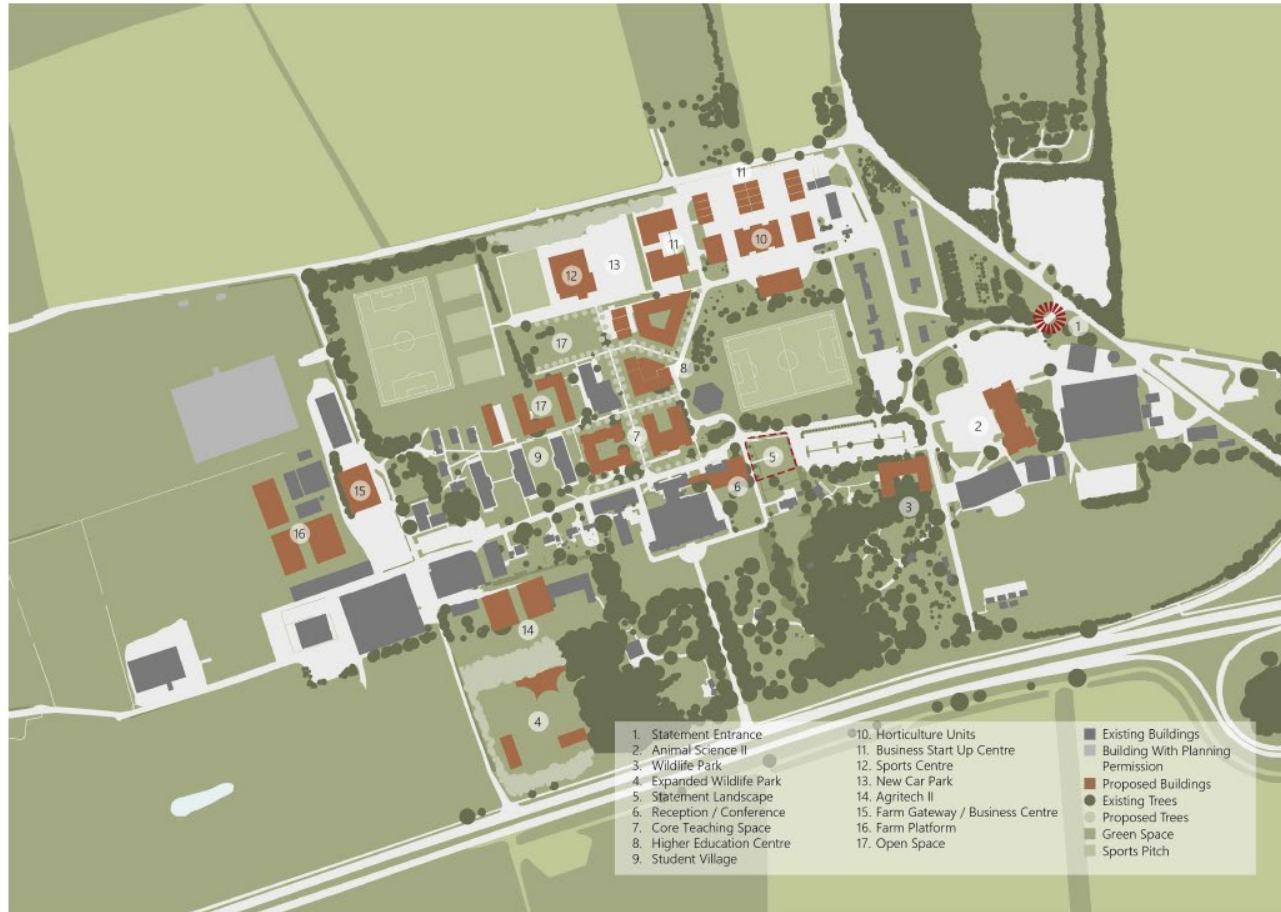 11
10
11
13
12
1
17
8
17
7
2
9
5
6
15
3
16
14
4
1. Statement Entrance
2. Animal Science II
3. Wildlife Park
4. Expanded Wildlife Park
5. Statement Landscape
6. Reception / Conference
7. Core Teaching Space
8. Higher Education Centre
9. Student Village
10. Horticulture Units
11. Business Start Up Centre
12. Sports Centre
13. New Car Park
14. Agritech II
15. Farm Gateway / Business Centre
16. Farm Platform
17. Open Space
Existing Buildings
Building With Planning
Permission
Proposed Buildings
Existing Trees
Proposed Trees
Green Space
Sports Pitch